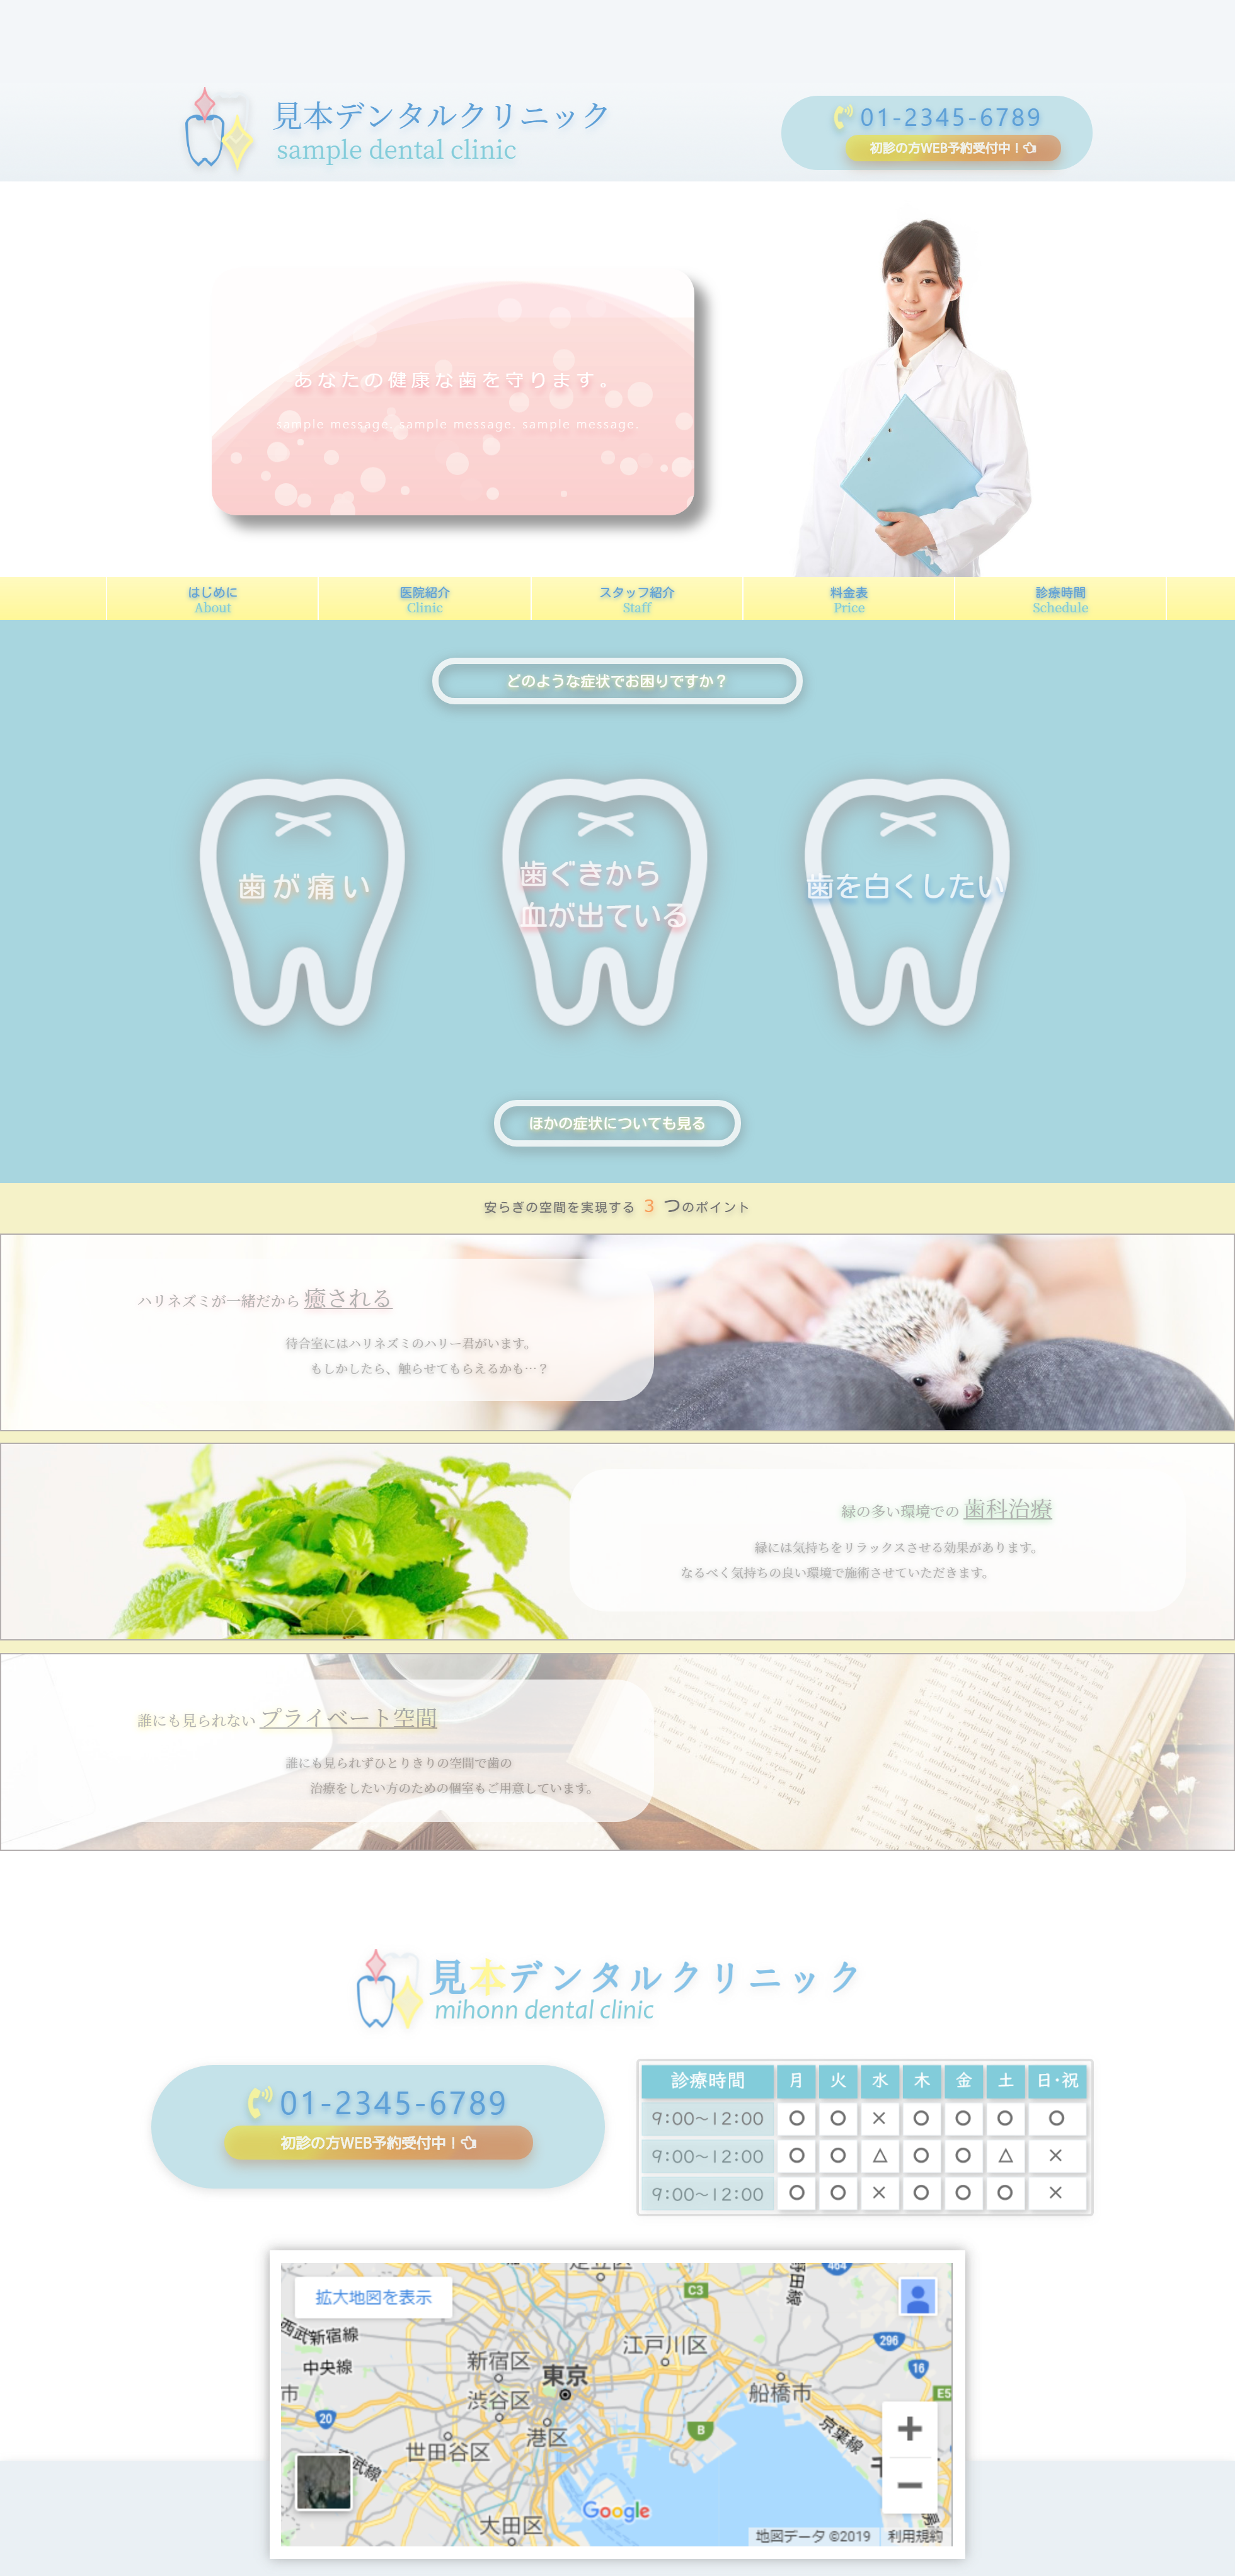 見本デンタルクリニック
sample dental clinic
01-2345-6789
初診の方WEB予約受付中！
あなたの健康な歯を守ります。
sample message. sample message. sample message.
はじめに
About
医院紹介
Clinic
スタッフ紹介
Staff
料金表
Price
診療時間
Schedule
どのような症状でお困りですか？
歯が痛い
歯ぐきから
血が出ている
歯を白くしたい
ほかの症状についても見る
安らぎの空間を実現する 3 つのポイント
ハリネズミが一緒だから 癒される
待合室にはハリネズミのハリー君がいます。
もしかしたら、触らせてもらえるかも…？
緑の多い環境での 歯科治療
緑には気持ちをリラックスさせる効果があります。
なるべく気持ちの良い環境で施術させていただきます。
誰にも見られない プライベート空間
誰にも見られずひとりきりの空間で歯の
治療をしたい方のための個室もご用意しています。
見本デンタルクリニック
mihonn dental clinic
01-2345-6789
初診の方WEB予約受付中！
診療時間 月 火 水 木 金 土 日・祝
9:00～12:00 ○ ○ × ○ ○ ○ ○
9:00～12:00 ○ ○ △ ○ ○ △ ×
9:00～12:00 ○ ○ × ○ ○ ○ ×
拡大地図を表示
足立区
野田線
464
C3
西武新宿線
中央線
新宿区
江戸川区
296
16
東京
渋谷区
船橋市
市
E5
20
港区
B
京葉線
世田谷区
大田区
Google
地図データ ©2019
利用規約